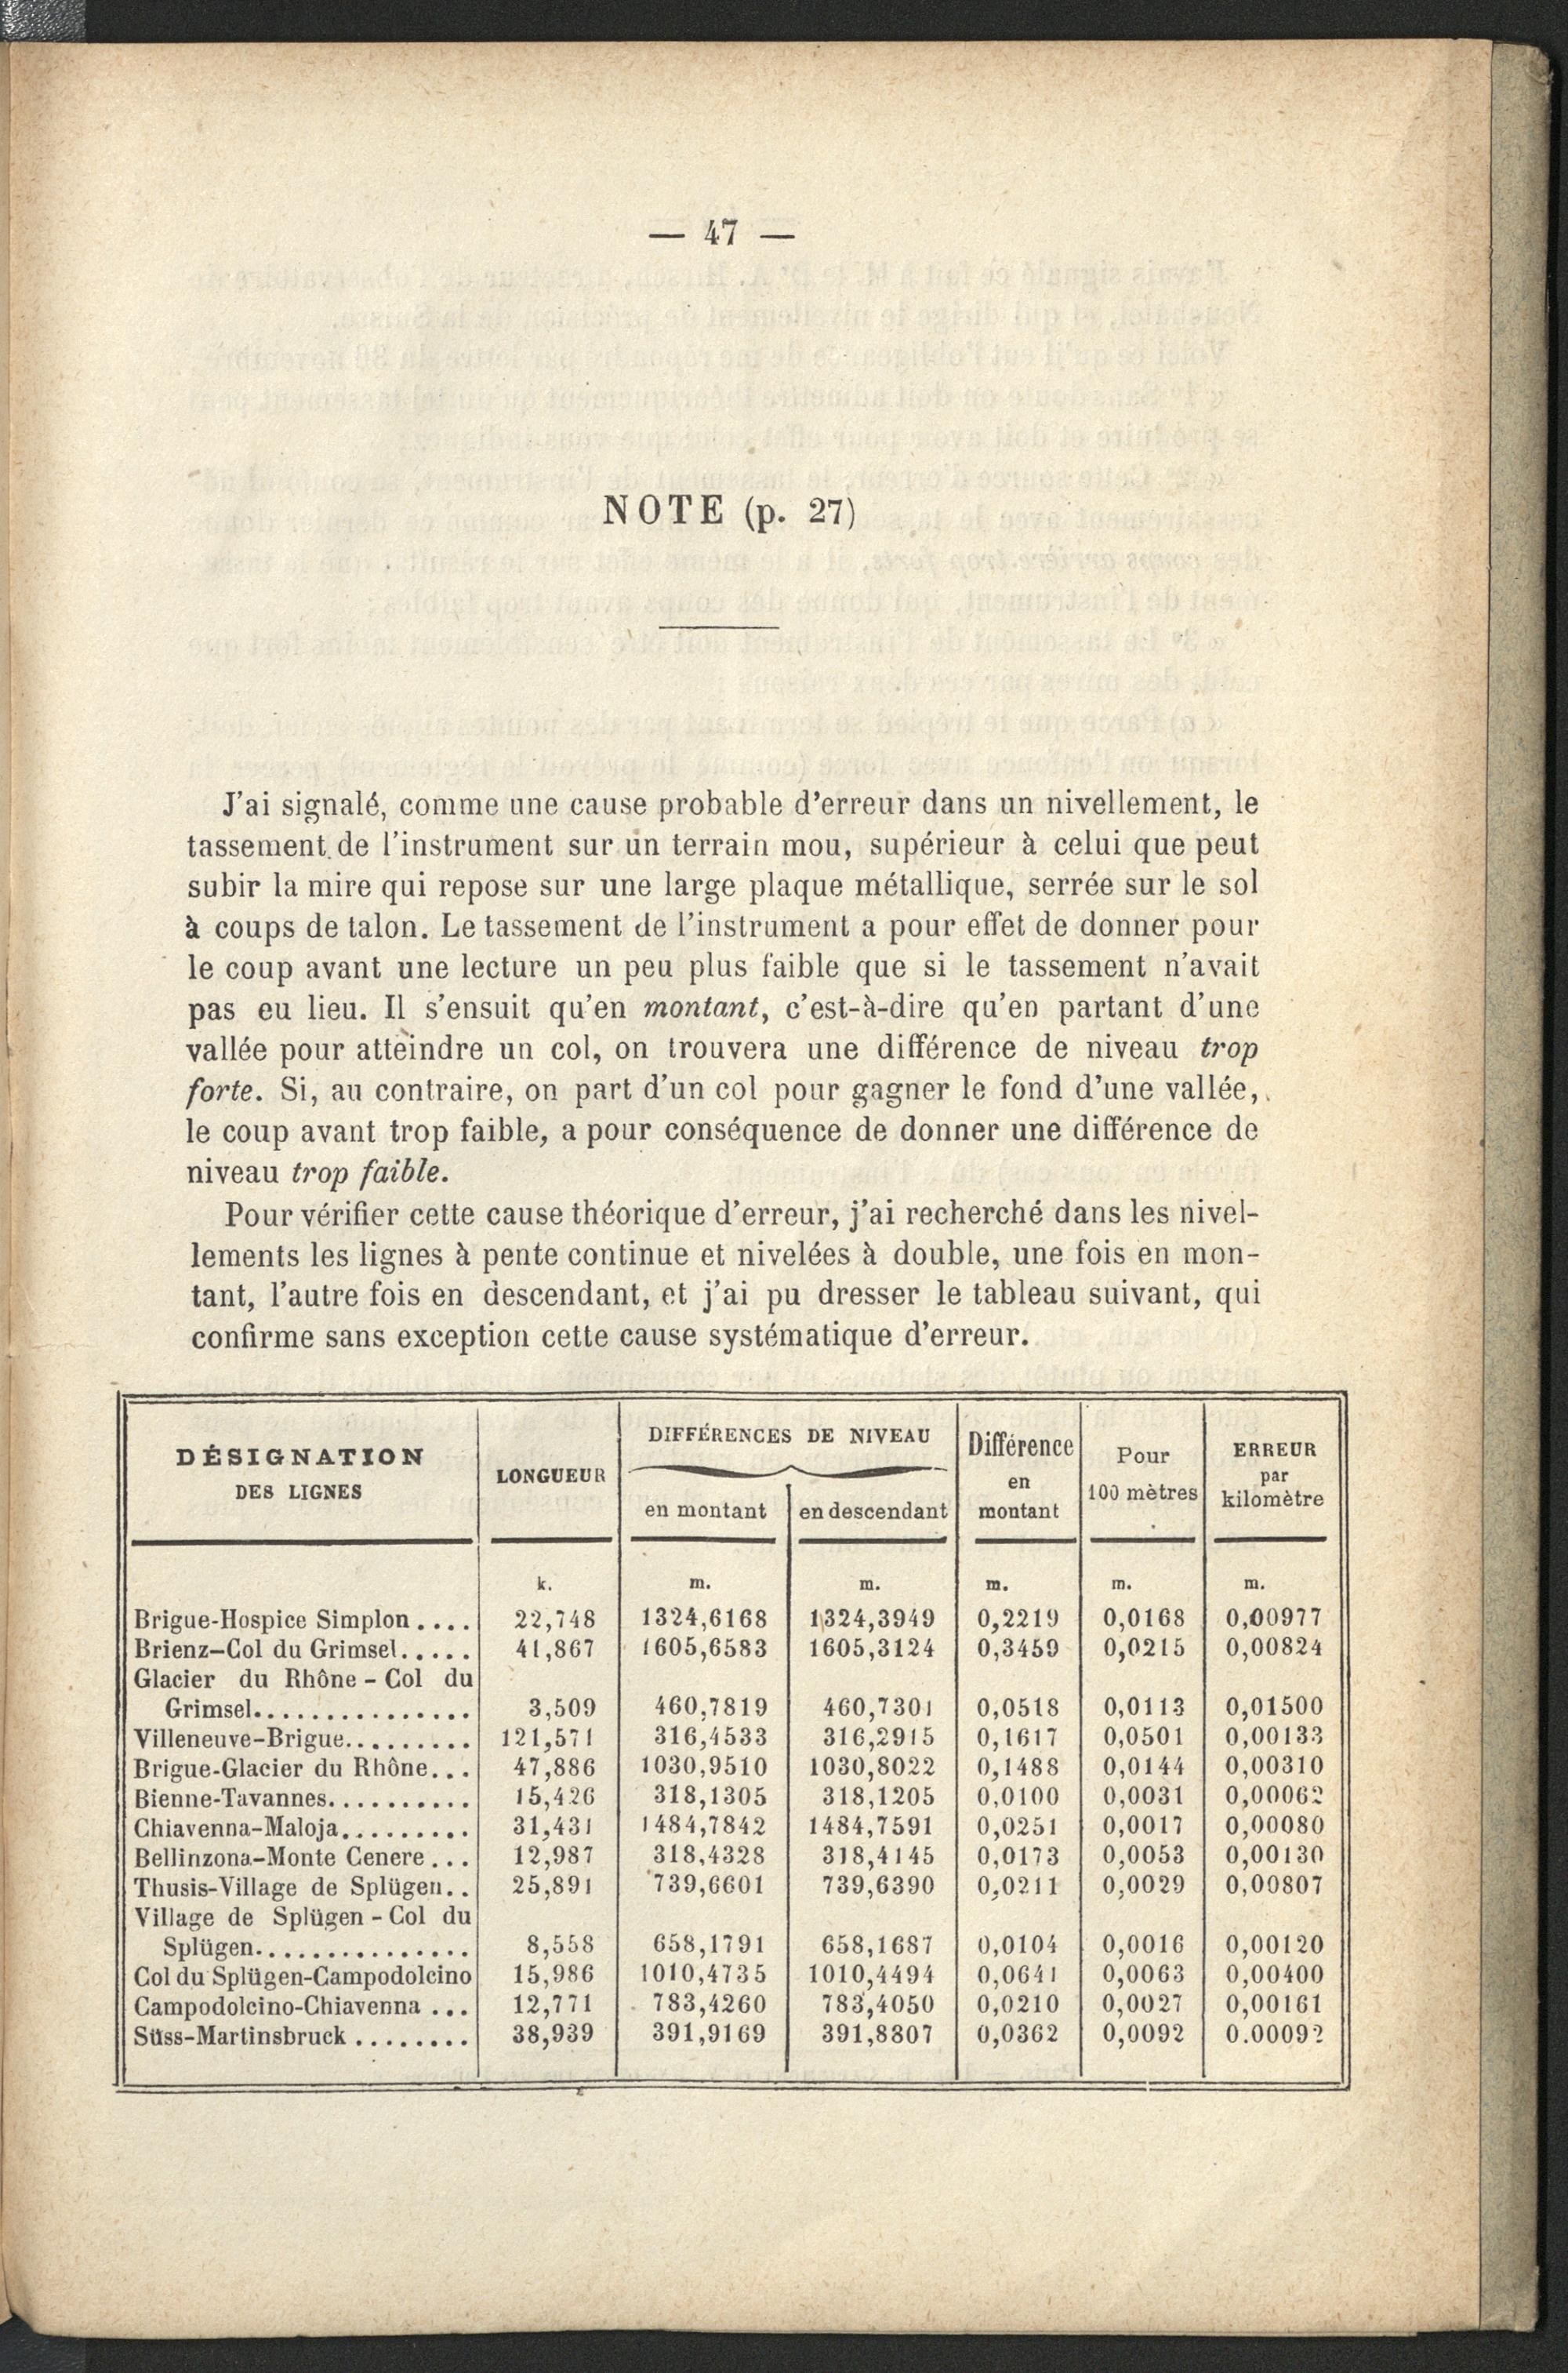 — 47 —
NOTE (p. 27)
J'ai signalé, comme une cause probable d'erreur dans un nivellement, le
tassement de l'instrument sur un terrain mou, supérieur à celui que peut
subir la mire qui repose sur une large plaque métallique, serrée sur le sol
à coups de talon. Le tassement de l'instrument a pour effet de donner pour
le coup avant une lecture un peu plus faible que si le tassement n'avait
pas eu lieu. Il s'ensuit qu'en montant, c'est-à-dire qu'en partant d'une
vallée pour atteindre un col, on trouvera une différence de niveau trop
forte. Si, au contraire, on part d'un col pour gagner le fond d'une vallée,
le coup avant trop faible, a pour conséquence de donner une différence de
niveau trop faible.
Pour vérifier cette cause théorique d'erreur, j'ai recherché dans les nivel-
lements les lignes à pente continue et nivelées à double, une fois en mon-
tant, l'autre fois en descendant, et j'ai pu dresser le tableau suivant, qui
confirme sans exception cette cause systématique d'erreur.
DÉSIGNATION
DES LIGNES
LONGUEUR
DIFFÉRENCES DE NIVEAU
en montant en descendant
Différence
en
montant
Pour
100 mètres
ERREUR
par
kilomètre
k. m. m. m. m. m.
Brigue-Hospice Simplon .... 22,748 1324,6168 1324,3949 0,2219 0,0168 0,00977
Brienz–Col du Grimsel..... 41,867 1605,6583 1605,3124 0,3459 0,0215 0,00824
Glacier du Rhône - Col du
Grimsel................ 3,509 460,7819 460,7301 0,0518 0,0113 0,01500
Villeneuve-Brigue......... 121,571 316,4533 316,2915 0,1617 0,0501 0,00133
Brigue-Glacier du Rhône... 47,886 1030,9510 1030,8022 0,1488 0,0144 0,00310
Bienne-Tavannes.......... 15,426 318,1305 318,1205 0,0100 0,0031 0,00062
Chiavenna-Maloja......... 31,431 1484,7842 1484,7591 0,0251 0,0017 0,00080
Bellinzona-Monte Cenere... 12,987 318,4328 318,4145 0,0173 0,0053 0,00130
Thusis-Village de Splügen.. 25,891 739,6601 739,6390 0,0211 0,0029 0,00807
Village de Splügen - Col du
Splügen................ 8,558 658,1791 658,1687 0,0104 0,0016 0,00120
Col du Splügen-Campodolcino 15,986 1010,4735 1010,4494 0,0641 0,0063 0,00400
Campodolcino-Chiavenna ... 12,771 783,4260 783,4050 0,0210 0,0027 0,00161
Süss-Martinsbruck ........ 38,939 391,9169 391,8807 0,0362 0,0092 0.00092